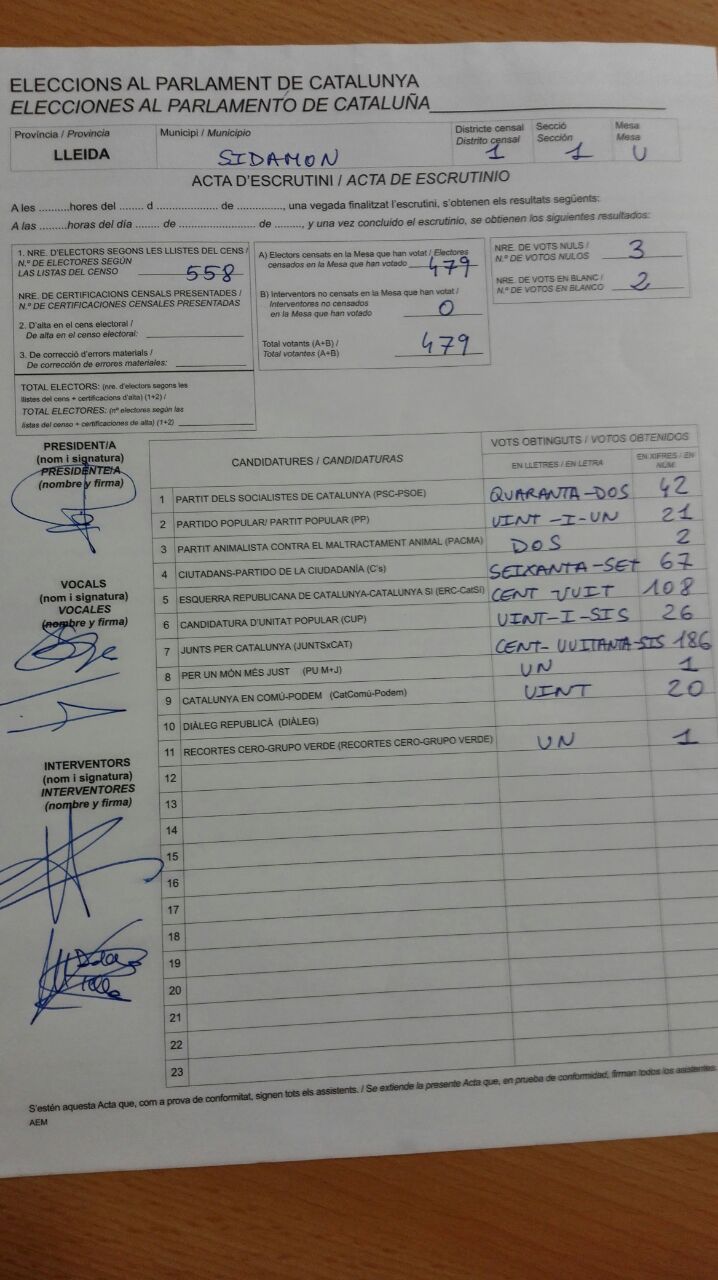 ELECCIONS AL PARLAMENT DE CATALUNYA
ELECCIONES AL PARLAMENTO DE CATALUÑA
Província / Provincia
LLEIDA
Municipi / Municipio
SIDAMON
Districte censal
Distrito censal
1
Secció
Sección
1
Mesa
Mesa
U
ACTA D'ESCRUTINI / ACTA DE ESCRUTINIO
A les ..........hores del ........ d ..................... de ............, una vegada finalitzat l'escrutini, s'obtenen els resultats següents:
A las ..........horas del día ........ de ..................... de ............, y una vez concluido el escrutinio, se obtienen los siguientes resultados:
1. NRE. D'ELECTORS SEGONS LES LLISTES DEL CENS /
N.º DE ELECTORES SEGÚN
LAS LISTAS DEL CENSO 558
NRE. DE CERTIFICACIONS CENSALS PRESENTADES /
N.º DE CERTIFICACIONES CENSALES PRESENTADAS
2. D'alta en el cens electoral /
De alta en el censo electoral:
3. De correcció d'errors materials /
De corrección de errores materiales:
TOTAL ELECTORS: (nre. d'electors segons les
llistes del cens + certificacions d'alta) (1+2) /
TOTAL ELECTORES: (nº electores según las
listas del censo + certificaciones de alta) (1+2)
A) Electors censats en la Mesa que han votat / Electores
censados en la Mesa que han votado 479
B) Interventors no censats en la Mesa que han votat /
Interventores no censados
en la Mesa que han votado 0
Total votants (A+B) /
Total votantes (A+B) 479
NRE. DE VOTS NULS /
N.º DE VOTOS NULOS 3
NRE. DE VOTS EN BLANC /
N.º DE VOTOS EN BLANCO 2
PRESIDENT/A
(nom i signatura)
PRESIDENTE/A
(nombre y firma)
VOCALS
(nom i signatura)
VOCALES
(nombre y firma)
INTERVENTORS
(nom i signatura)
INTERVENTORES
(nombre y firma)
CANDIDATURES / CANDIDATURAS
VOTS OBTINGUTS / VOTOS OBTENIDOS
EN LLETRES / EN LETRA
EN XIFRES / EN NÚM.
1 PARTIT DELS SOCIALISTES DE CATALUNYA (PSC-PSOE) QUARANTA-DOS 42
2 PARTIDO POPULAR/ PARTIT POPULAR (PP) VINT-I-UN 21
3 PARTIT ANIMALISTA CONTRA EL MALTRACTAMENT ANIMAL (PACMA) DOS 2
4 CIUTADANS-PARTIDO DE LA CIUDADANÍA (C's) SEIXANTA-SET 67
5 ESQUERRA REPUBLICANA DE CATALUNYA-CATALUNYA SÍ (ERC-CatSí) CENT VUIT 108
6 CANDIDATURA D'UNITAT POPULAR (CUP) VINT-I-SIS 26
7 JUNTS PER CATALUNYA (JUNTSxCAT) CENT-VUITANTA-SIS 186
8 PER UN MÓN MÉS JUST (PUM+J) UN 1
9 CATALUNYA EN COMÚ-PODEM (CatComú-Podem) VINT 20
10 DIÀLEG REPUBLICÀ (DIÀLEG)
11 RECORTES CERO-GRUPO VERDE (RECORTES CERO-GRUPO VERDE) UN 1
12
13
14
15
16
17
18
19
20
21
22
23
S'estén aquesta Acta que, com a prova de conformitat, signen tots els assistents. / Se extiende la presente Acta que, en prueba de conformidad, firman todos los asistentes.
AEM